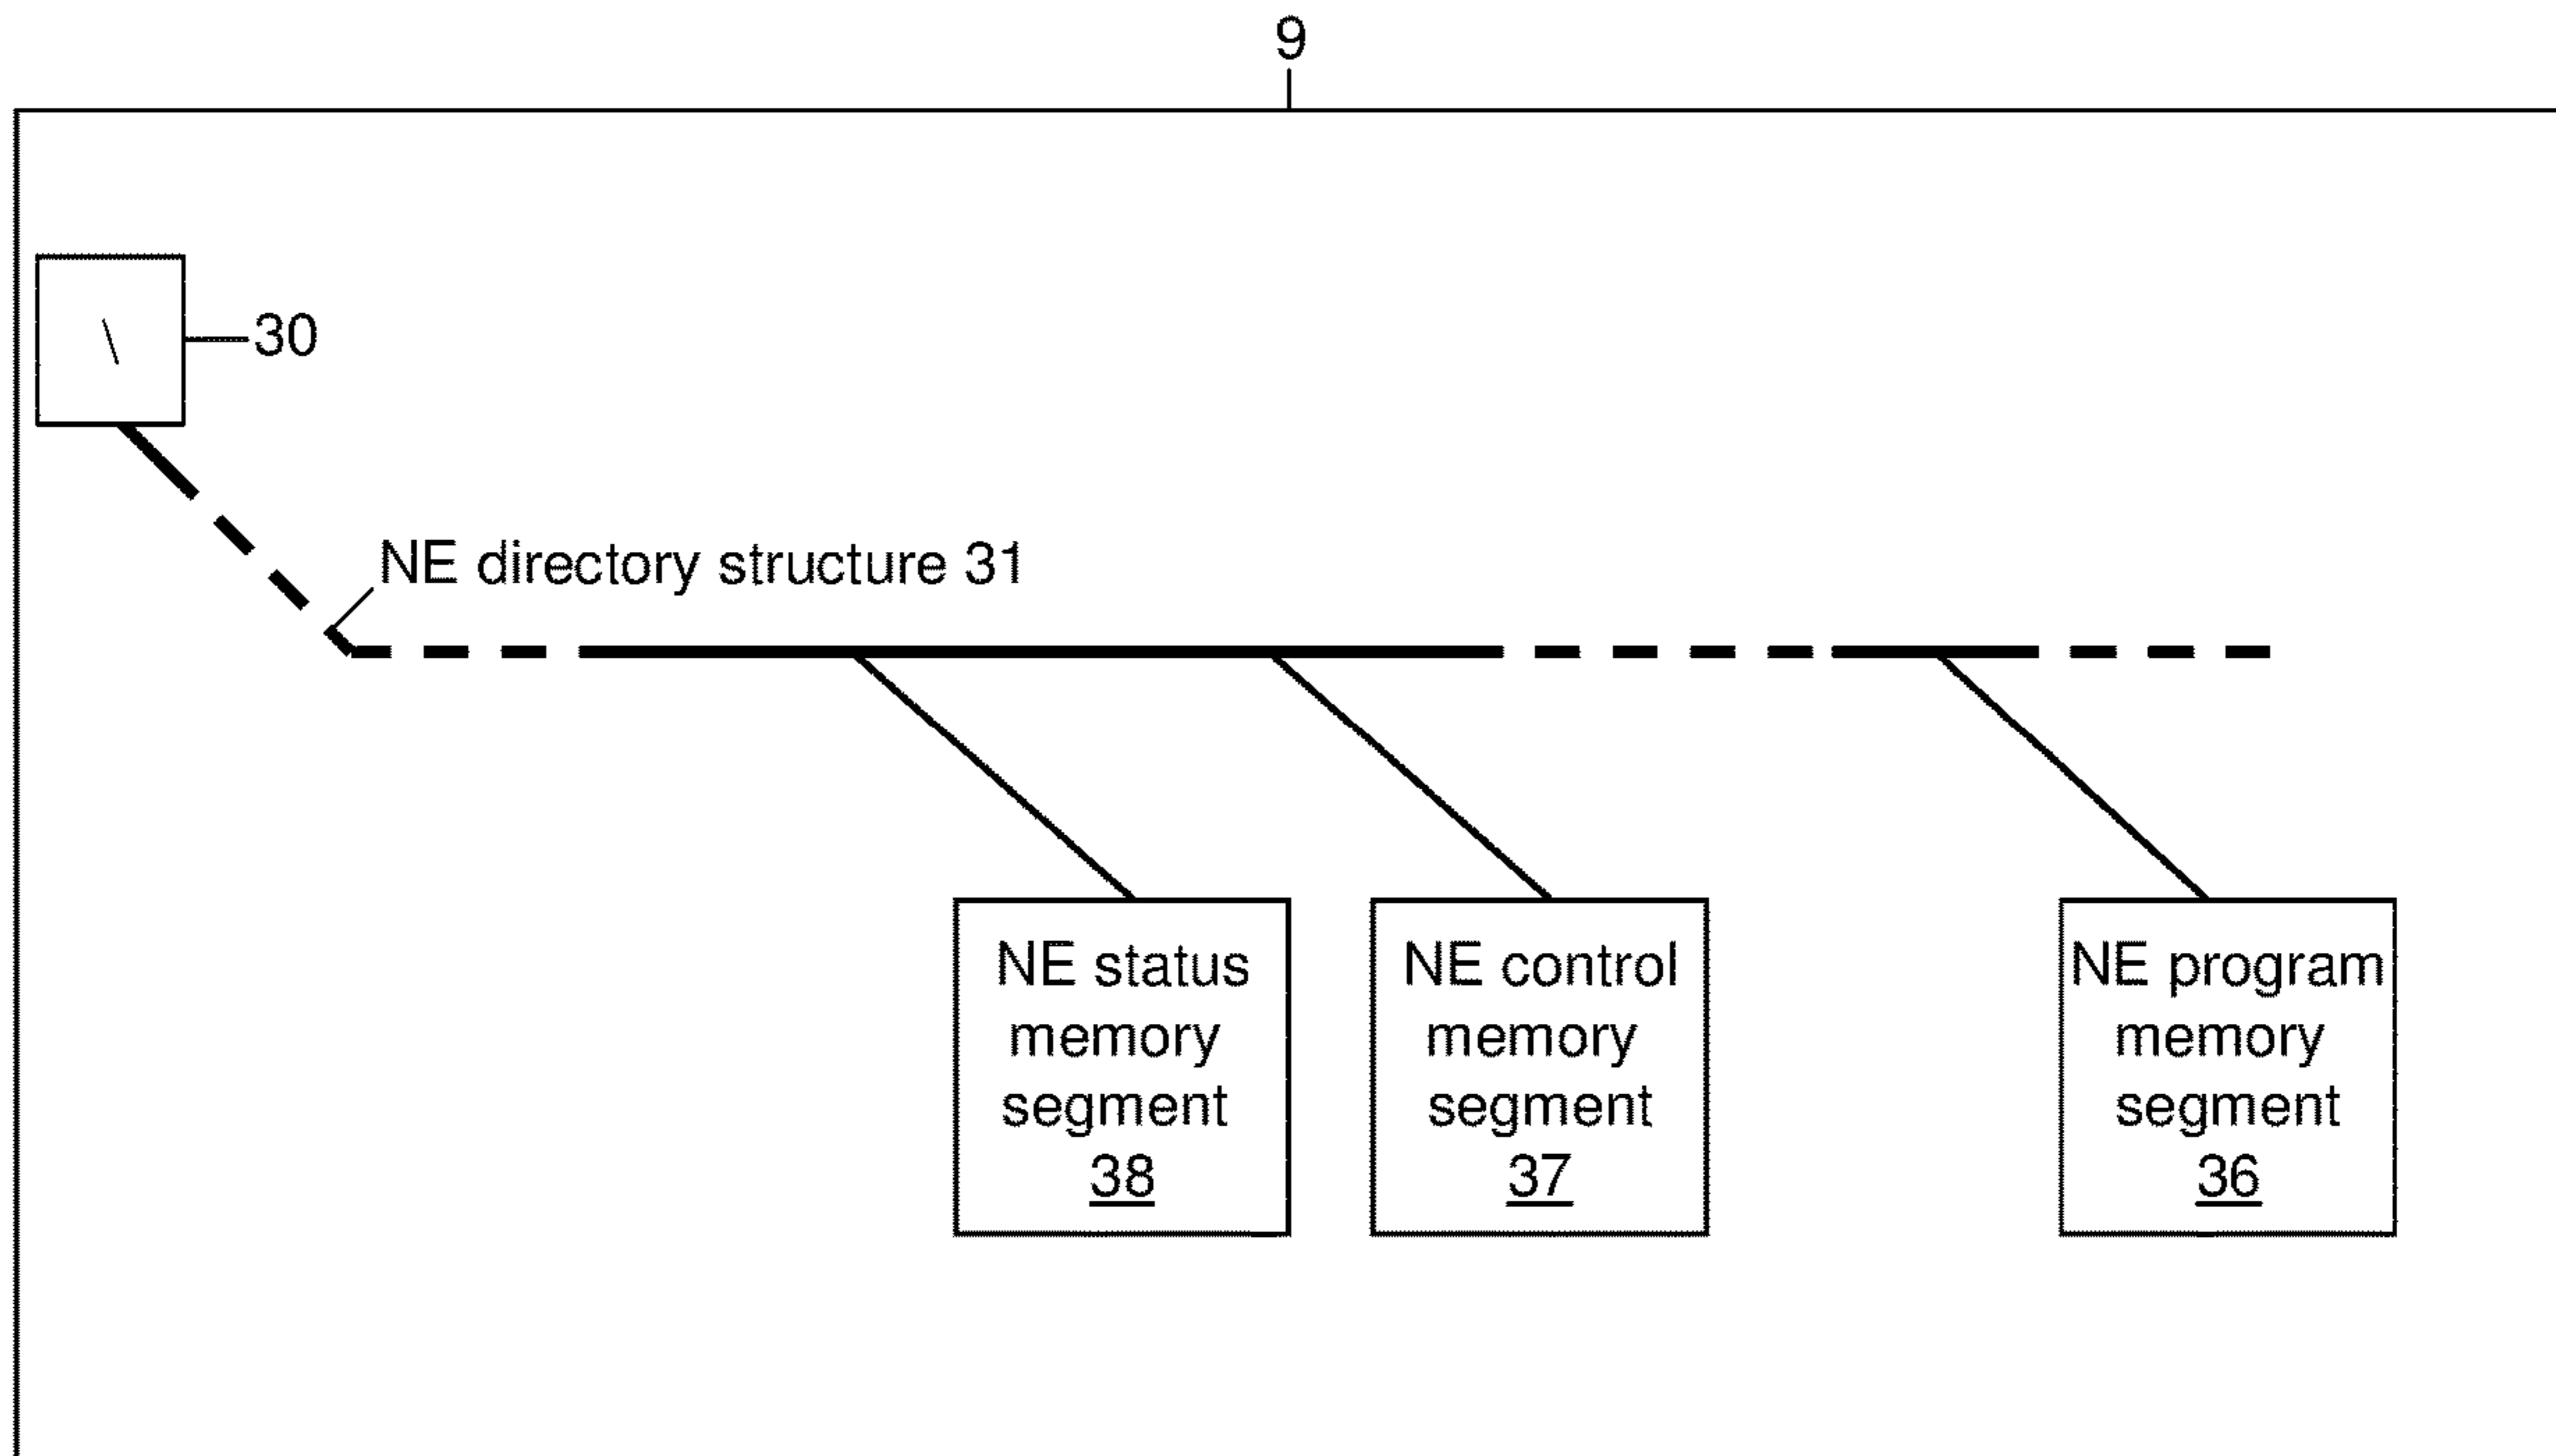 9
\
30
NE directory structure 31
NE status
memory
segment
38
NE control
memory
segment
37
NE program
memory
segment
36